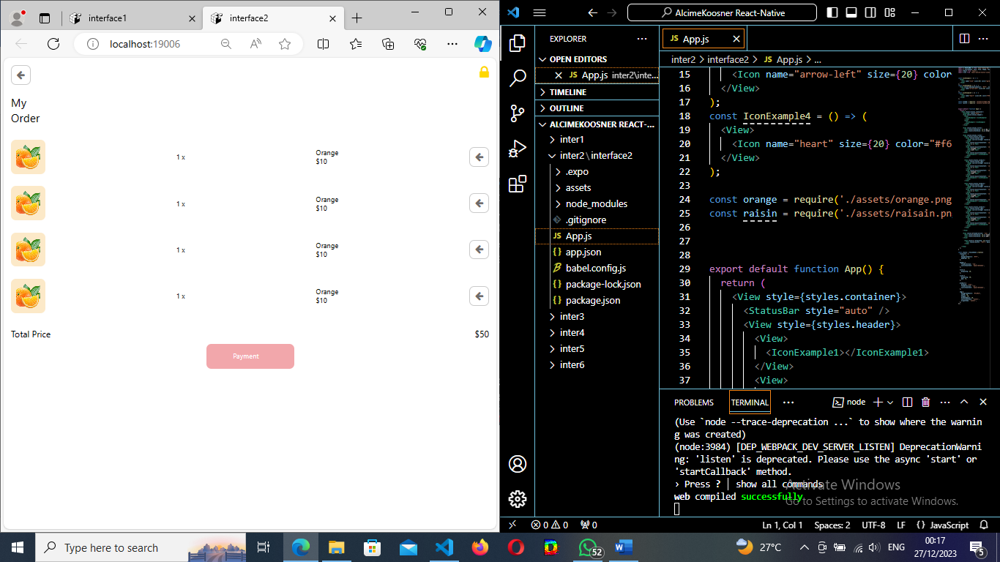 interface1
interface2
localhost:19006
My
Order
1 x
Orange
$10
1 x
Orange
$10
1 x
Orange
$10
1 x
Orange
$10
Total Price
$50
Payment
AlcimeKoosner React-Native
EXPLORER
OPEN EDITORS
JS App.js inter2\inte...
TIMELINE
OUTLINE
ALCIMEKOOSNER REACT-...
inter1
inter2\interface2
.expo
assets
node_modules
.gitignore
JS App.js
{} app.json
babel.config.js
{} package-lock.json
{} package.json
inter3
inter4
inter5
inter6
JS App.js
inter2 > interface2 > JS App.js > ...
15 <Icon name="arrow-left" size={20} color
16 </View>
17 );
18 const IconExample4 = () => (
19 <View>
20 <Icon name="heart" size={20} color="#f6
21 </View>
22 );
23
24 const orange = require('./assets/orange.png
25 const raisin = require('./assets/raisain.pn
26
27
28
29 export default function App() {
30 return (
31 <View style={styles.container}>
32 <StatusBar style="auto" />
33 <View style={styles.header}>
34 <View>
35 <IconExample1></IconExample1>
36 </View>
37 <View>
PROBLEMS
TERMINAL
node
(Use `node --trace-deprecation ...` to show where the warnin
g was created)
(node:3984) [DEP_WEBPACK_DEV_SERVER_LISTEN] DeprecationWarni
ng: 'listen' is deprecated. Please use the async 'start' or
'startCallback' method.
› Press ? │ show all commands
web compiled successfully
Activate Windows
Go to Settings to activate Windows.
0 0 0
Ln 1, Col 1
Spaces: 2
UTF-8
LF
{} JavaScript
Type here to search
52
27°C
ENG
00:17
27/12/2023
5